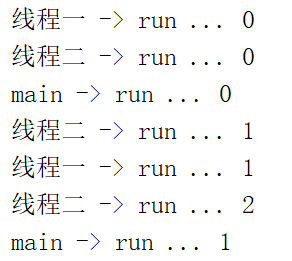 线程一 -> run ... 0
线程二 -> run ... 0
main -> run ... 0
线程二 -> run ... 1
线程一 -> run ... 1
线程二 -> run ... 2
main -> run ... 1